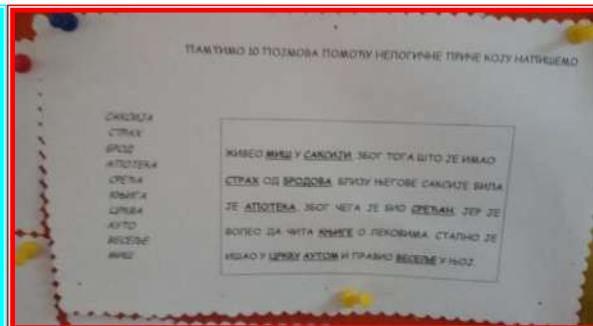 ПАМТИМО 10 ПОЈМОВА ПОМОЋУ НЕЛОГИЧНЕ ПРИЧЕ КОЈУ НАПИШЕМО
САКСИЈА
СТРАХ
БРОД
АПОТЕКА
СРЕЋА
КЊИГА
ЦРКВА
АУТО
ВЕСЕЉЕ
МИШ
ЖИВЕО МИШ У САКСИЈИ, ЗБОГ ТОГА ШТО ЈЕ ИМАО
СТРАХ ОД БРОДОВА. БЛИЗУ ЊЕГОВЕ САКСИЈЕ БИЛА
ЈЕ АПОТЕКА, ЗБОГ ЧЕГА ЈЕ БИО СРЕЋАН, ЈЕР ЈЕ
ВОЛЕО ДА ЧИТА КЊИГЕ О ЛЕКОВИМА. СТАЛНО ЈЕ
ИШАО У ЦРКВУ АУТОМ И ПРАВИО ВЕСЕЉЕ У ЊОЈ.